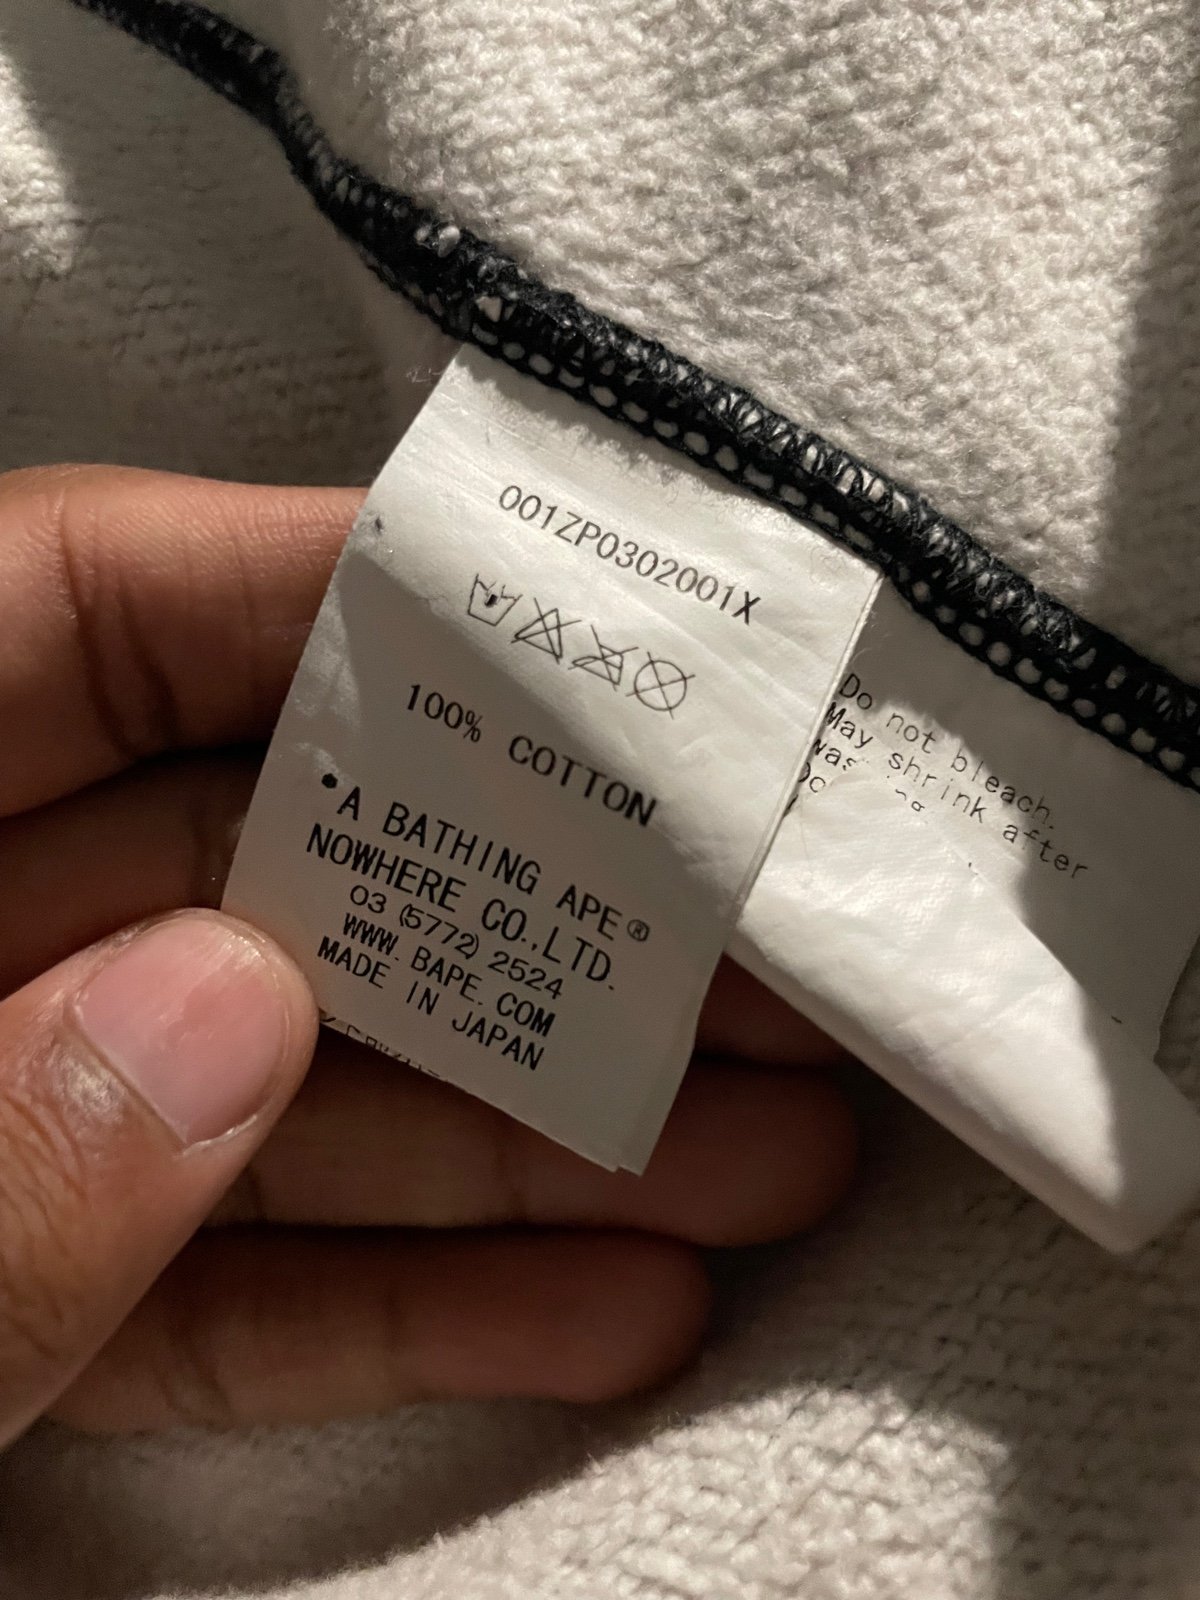 001ZP0302001X
100% COTTON
•A BATHING APE®
NOWHERE CO.,LTD.
03 (5772) 2524
WWW. BAPE. COM
MADE IN JAPAN
Do not bleach.
May shrink after